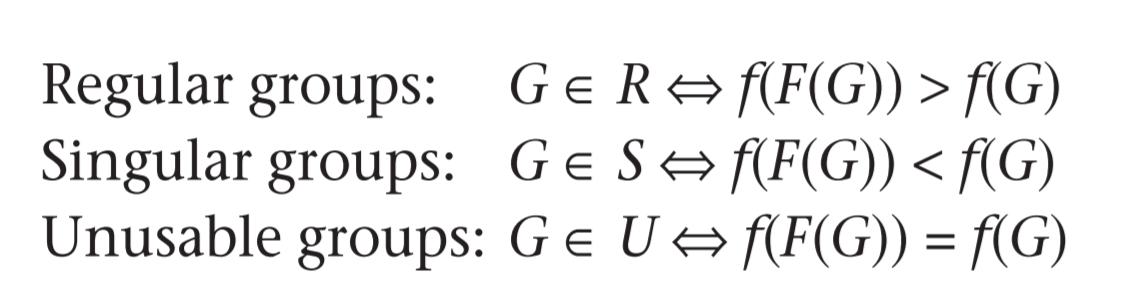 Regular groups: G ∈ R ⇔ f(F(G)) > f(G)
Singular groups: G ∈ S ⇔ f(F(G)) < f(G)
Unusable groups: G ∈ U ⇔ f(F(G)) = f(G)